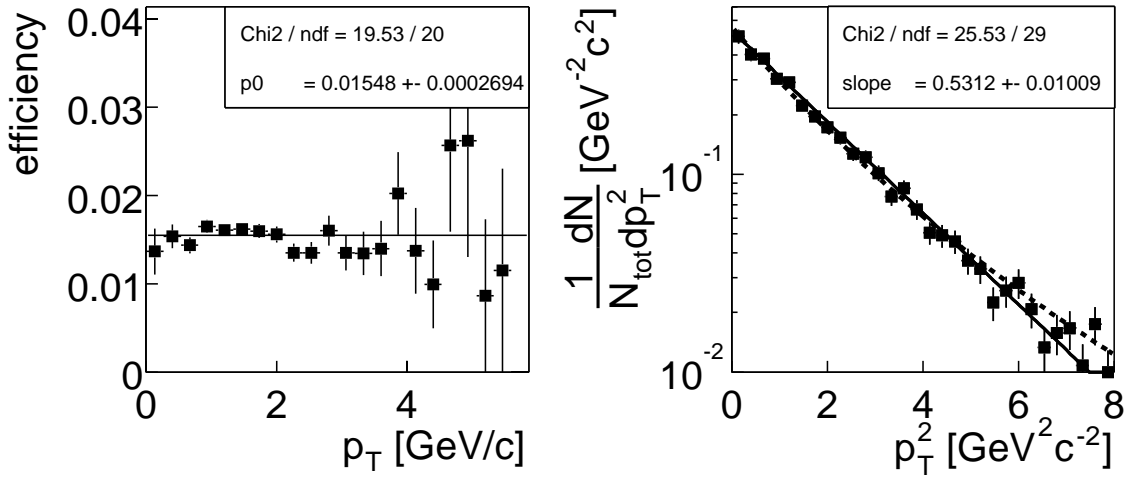 efficiency
0.04
0.03
0.02
0.01
0
0
2
4
p_T [GeV/c]
Chi2 / ndf = 19.53 / 20
p0 = 0.01548 +- 0.0002694
1 dN
N_tot dp_T^2
[GeV^-2 c^2]
10^-1
10^-2
0
2
4
6
8
p_T^2 [GeV^2 c^-2]
Chi2 / ndf = 25.53 / 29
slope = 0.5312 +- 0.01009